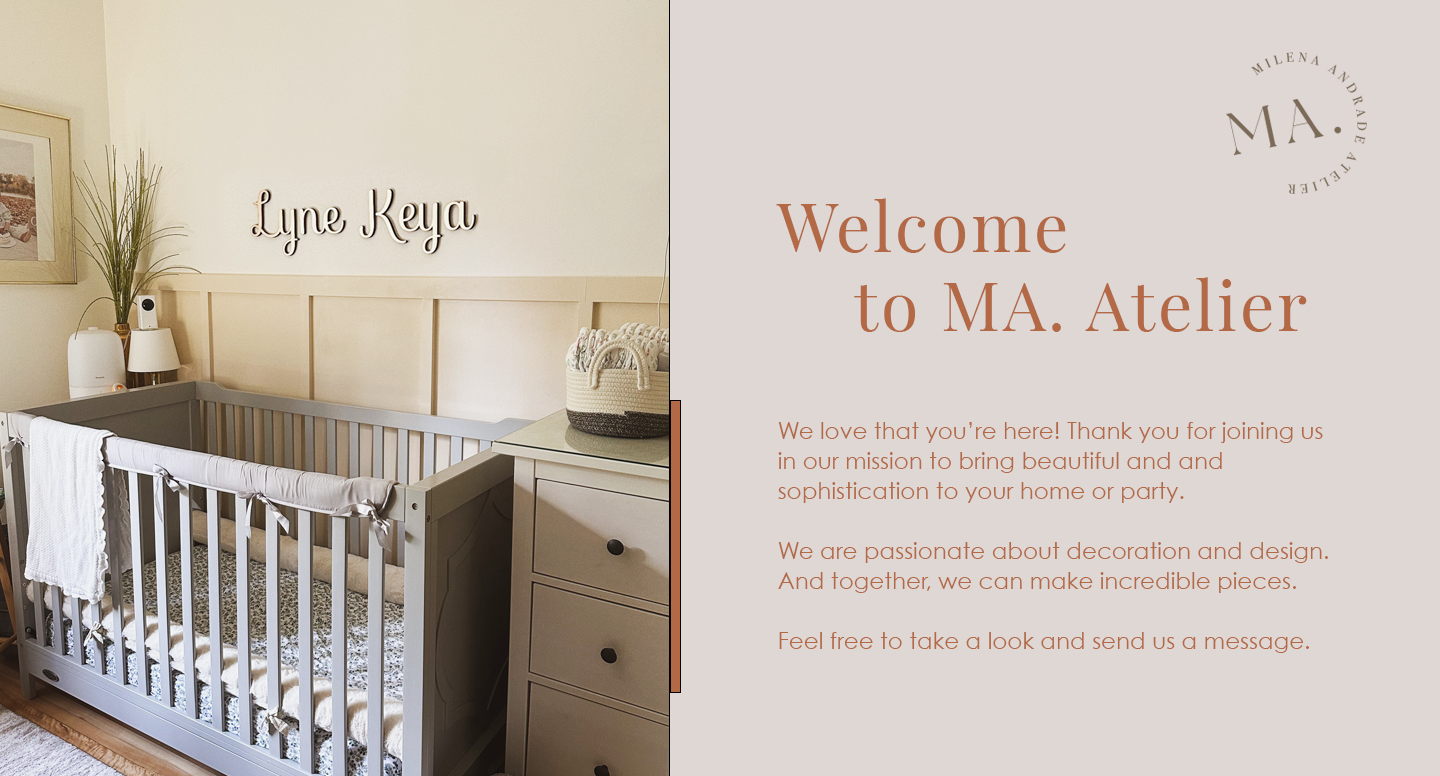 Lyne Keya
MILENA ANDRADE ATELIER
MA.
Welcome
to MA. Atelier
We love that you’re here! Thank you for joining us
in our mission to bring beautiful and and
sophistication to your home or party.
We are passionate about decoration and design.
And together, we can make incredible pieces.
Feel free to take a look and send us a message.